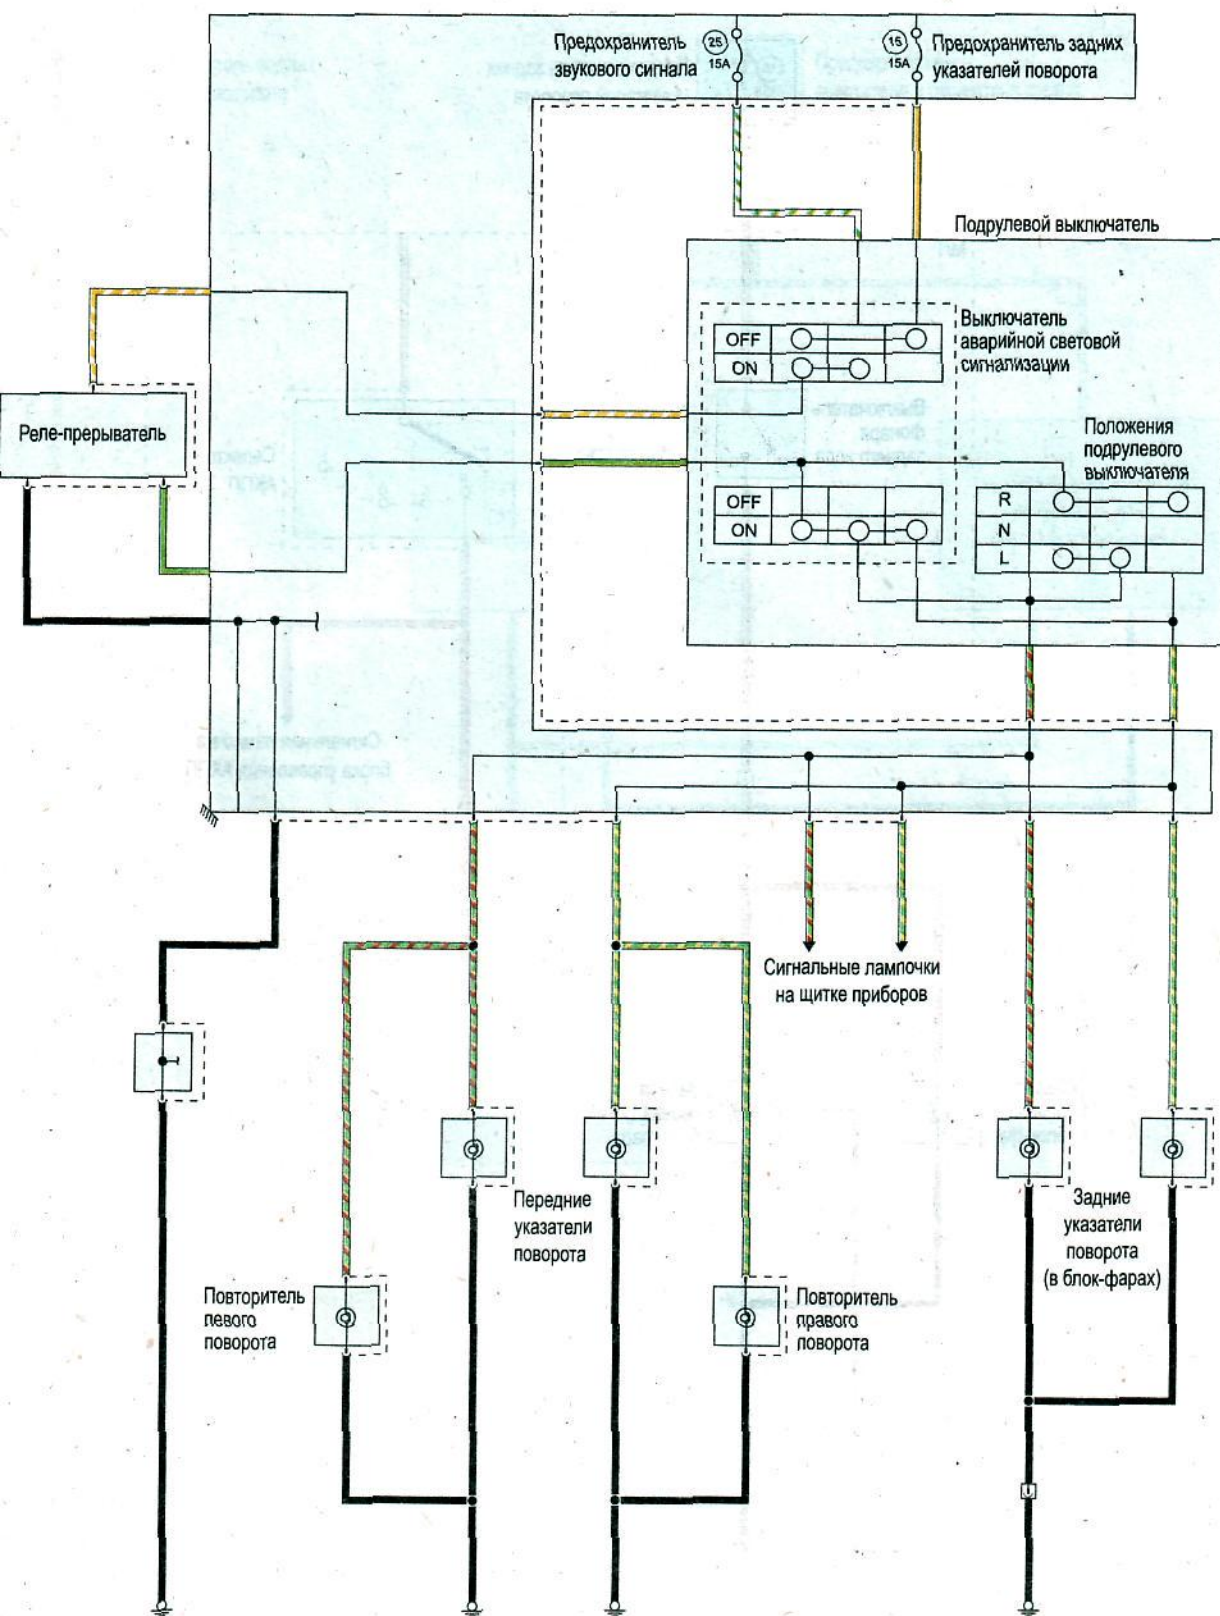 Предохранитель
звукового сигнала
25
15А
15
15А
Предохранитель задних
указателей поворота
Подрулевой выключатель
Выключатель
аварийной световой
сигнализации
OFF
ON
Реле-прерыватель
Положения
подрулевого
выключателя
OFF
ON
R
N
L
Сигнальные лампочки
на щитке приборов
Передние
указатели
поворота
Задние
указатели
поворота
(в блок-фарах)
Повторитель
левого
поворота
Повторитель
правого
поворота